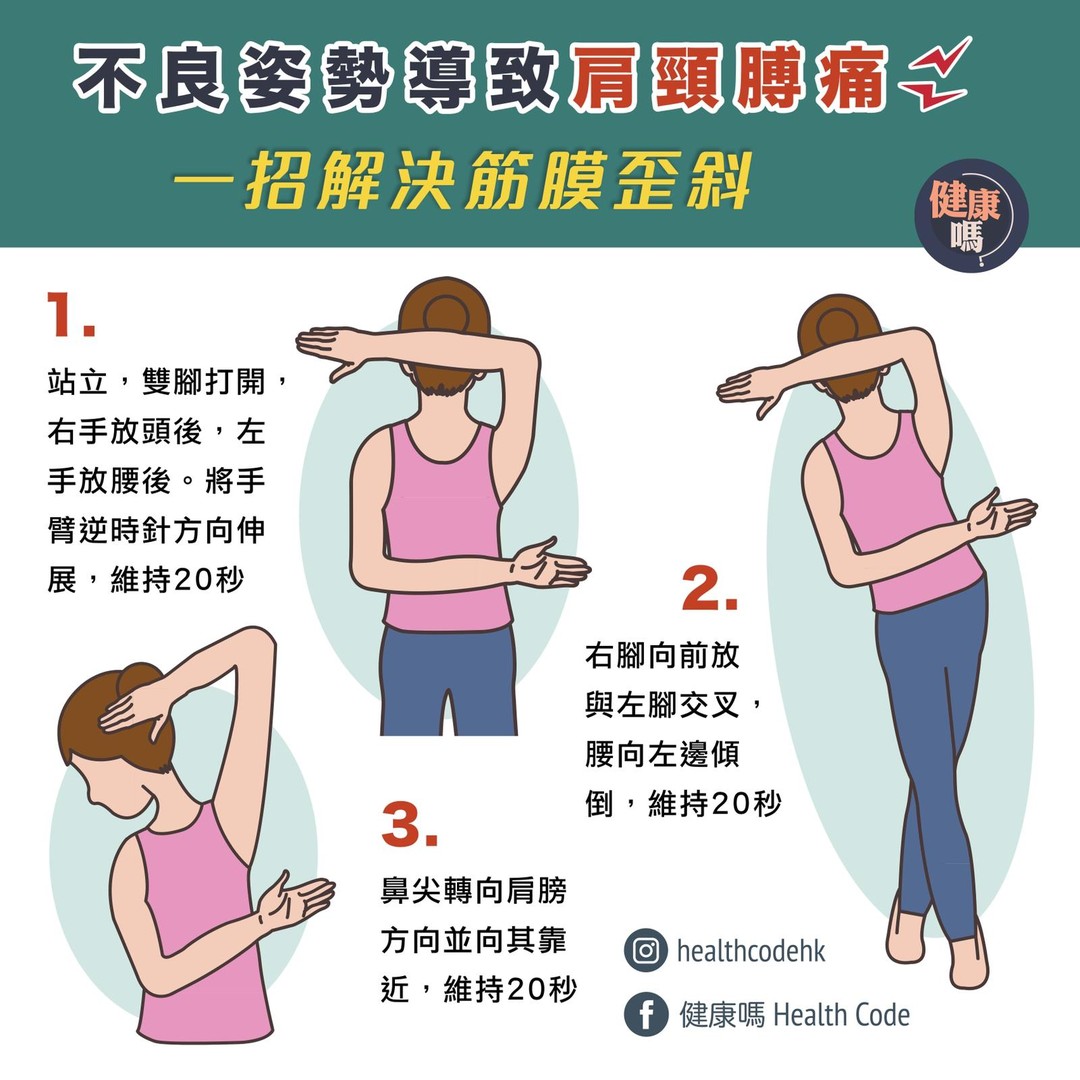 不良姿勢導致肩頸膊痛
一招解決筋膜歪斜
健康
嗎?
1.
站立，雙腳打開，
右手放頭後，左
手放腰後。將手
臂逆時針方向伸
展，維持20秒
2.
右腳向前放
與左腳交叉，
腰向左邊傾
倒，維持20秒
3.
鼻尖轉向肩膀
方向並向其靠
近，維持20秒
healthcodehk
健康嗎 Health Code